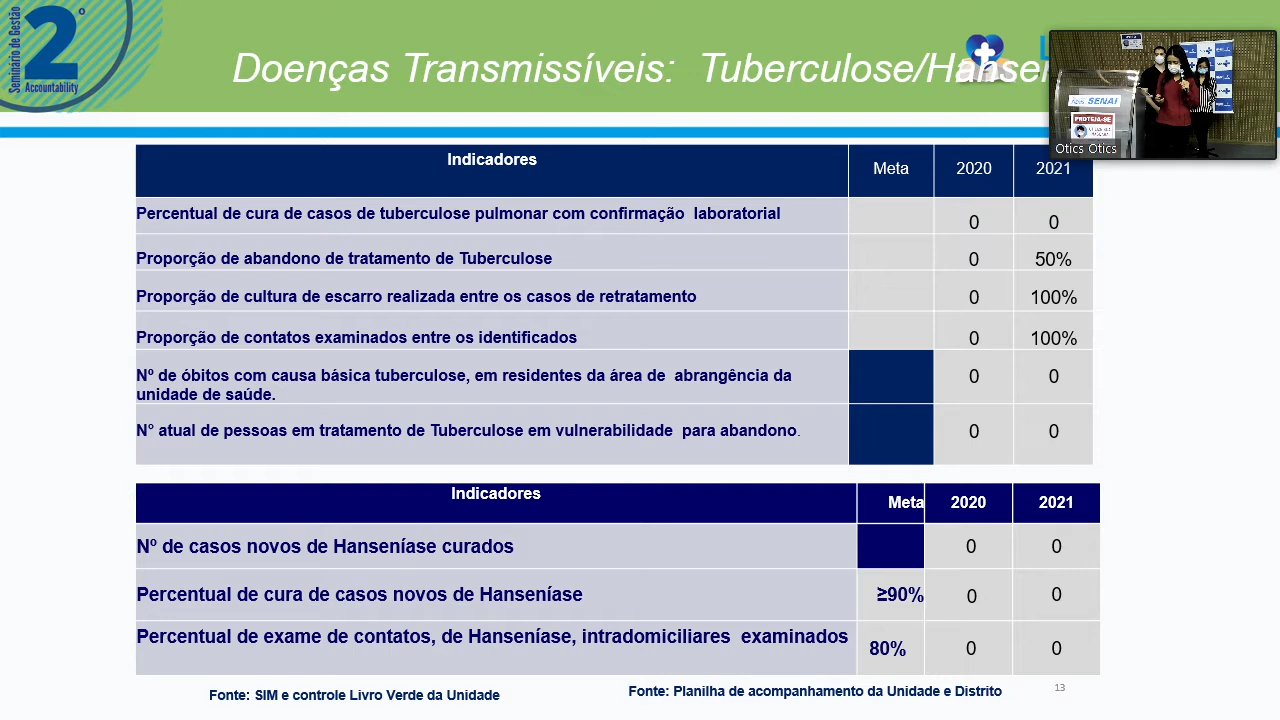 2º
Seminário de Gestão
Accountability
Doenças Transmissíveis: Tuberculose/Hansen
SENAI
PROTEJA-SE
Otics Otics
Indicadores Meta 2020 2021
Percentual de cura de casos de tuberculose pulmonar com confirmação laboratorial 0 0
Proporção de abandono de tratamento de Tuberculose 0 50%
Proporção de cultura de escarro realizada entre os casos de retratamento 0 100%
Proporção de contatos examinados entre os identificados 0 100%
Nº de óbitos com causa básica tuberculose, em residentes da área de abrangência da 0 0
unidade de saúde.
N° atual de pessoas em tratamento de Tuberculose em vulnerabilidade para abandono. 0 0
Indicadores Meta 2020 2021
Nº de casos novos de Hanseníase curados 0 0
Percentual de cura de casos novos de Hanseníase ≥90% 0 0
Percentual de exame de contatos, de Hanseníase, intradomiciliares examinados 80% 0 0
Fonte: SIM e controle Livro Verde da Unidade
Fonte: Planilha de acompanhamento da Unidade e Distrito
13